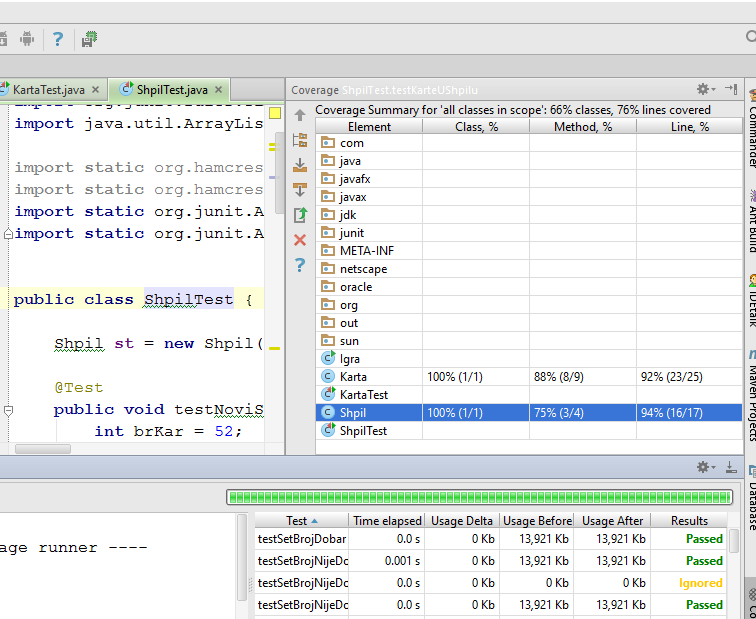 KartaTest.java
ShpilTest.java
Coverage ShpilTest.testKarteUShpilu
import java.util.ArrayLis
import static org.hamcres
import static org.hamcres
import static org.junit.A
import static org.junit.A
public class ShpilTest {
Shpil st = new Shpil(
@Test
public void testNoviS
int brKar = 52;
Coverage Summary for 'all classes in scope': 66% classes, 76% lines covered
Element Class, % Method, % Line, %
com
java
javafx
javax
jdk
junit
META-INF
netscape
oracle
org
out
sun
Igra
Karta 100% (1/1) 88% (8/9) 92% (23/25)
KartaTest
Shpil 100% (1/1) 75% (3/4) 94% (16/17)
ShpilTest
Commander
Ant Build
IDEtalk
Maven Projects
Database
age runner ----
Test Time elapsed Usage Delta Usage Before Usage After Results
testSetBrojDobar 0.0 s 0 Kb 13,921 Kb 13,921 Kb Passed
testSetBrojNijeDo 0.001 s 0 Kb 13,921 Kb 13,921 Kb Passed
testSetBrojNijeDo 0.0 s 0 Kb 0 Kb 0 Kb Ignored
testSetBrojNijeDo 0.0 s 0 Kb 13,921 Kb 13,921 Kb Passed